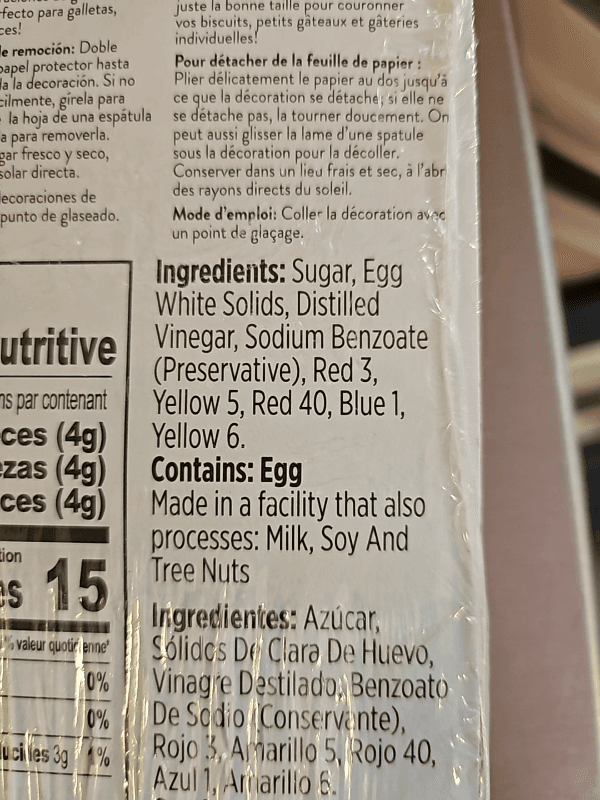 fecto para galletas,
ces!
e remoción: Doble
papel protector hasta
la la decoración. Si no
cilmente, gírela para
la hoja de una espátula
a para removerla.
gar fresco y seco,
solar directa.
decoraciones de
punto de glaseado.
juste la bonne taille pour couronner
vos biscuits, petits gâteaux et gâteries
individuelles!
Pour détacher de la feuille de papier :
Plier délicatement le papier au dos jusqu'à
ce que la décoration se détache; si elle ne
se détache pas, la tourner doucement. On
peut aussi glisser la lame d'une spatule
sous la décoration pour la décoller.
Conserver dans un lieu frais et sec, à l'abri
des rayons directs du soleil.
Mode d'emploi: Coller la décoration avec
un point de glaçage.
utritive
ns par contenant
ces (4g)
ezas (4g)
ces (4g)
tion
es 15
% valeur quotidienne*
0%
0%
lucides 3g 1%
Ingredients: Sugar, Egg
White Solids, Distilled
Vinegar, Sodium Benzoate
(Preservative), Red 3,
Yellow 5, Red 40, Blue 1,
Yellow 6.
Contains: Egg
Made in a facility that also
processes: Milk, Soy And
Tree Nuts
Ingredientes: Azúcar,
Sólidos De Clara De Huevo,
Vinagre Destilado, Benzoato
De Sodio (Conservante),
Rojo 3, Amarillo 5, Rojo 40,
Azul 1, Amarillo 6.